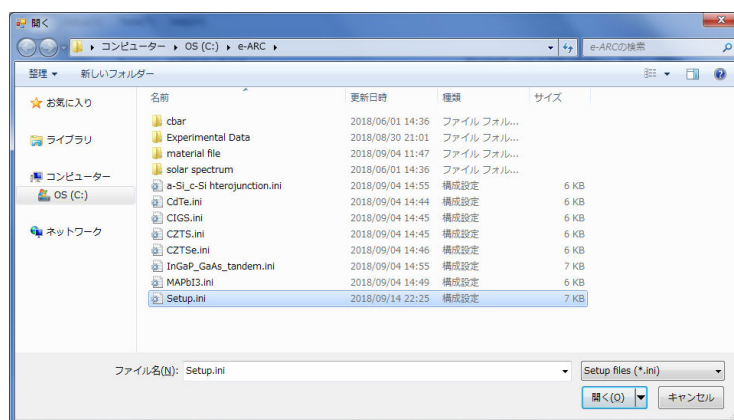 開く
コンピューター ▸ OS (C:) ▸ e-ARC ▸
e-ARCの検索
整理 ▼ 新しいフォルダー
お気に入り
ライブラリ
コンピューター
OS (C:)
ネットワーク
名前 更新日時 種類 サイズ
cbar 2018/06/01 14:36 ファイル フォル...
Experimental Data 2018/08/30 21:01 ファイル フォル...
material file 2018/09/04 11:47 ファイル フォル...
solar spectrum 2018/06/01 14:36 ファイル フォル...
a-Si_c-Si hterojunction.ini 2018/09/04 14:55 構成設定 6 KB
CdTe.ini 2018/09/04 14:44 構成設定 6 KB
CIGS.ini 2018/09/04 14:45 構成設定 6 KB
CZTS.ini 2018/09/04 14:45 構成設定 6 KB
CZTSe.ini 2018/09/04 14:46 構成設定 6 KB
InGaP_GaAs_tandem.ini 2018/09/04 14:55 構成設定 7 KB
MAPbI3.ini 2018/09/04 14:49 構成設定 6 KB
Setup.ini 2018/09/14 22:25 構成設定 7 KB
ファイル名(N): Setup.ini
Setup files (*.ini)
開く(O) キャンセル